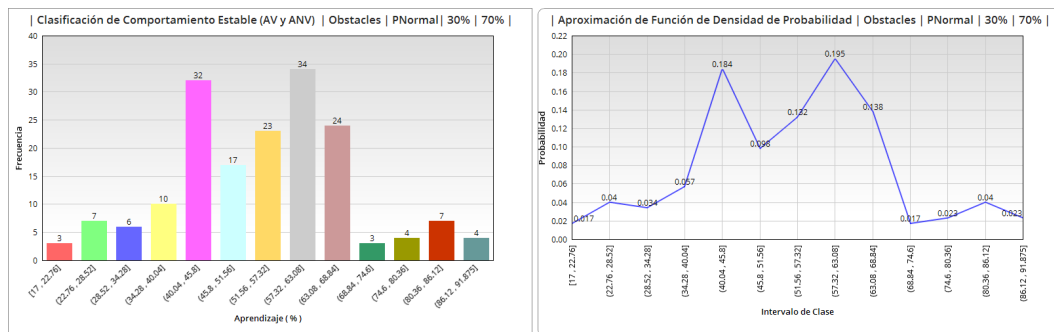 | Clasificación de Comportamiento Estable (AV y ANV) | Obstacles | PNormal| 30% | 70% |
40
35
30
25
20
15
10
5
0
Frecuencia
3
7
6
10
32
17
23
34
24
3
4
7
4
[17 , 22.76]
(22.76 , 28.52]
(28.52 , 34.28]
(34.28 , 40.04]
(40.04 , 45.8]
(45.8 , 51.56]
(51.56 , 57.32]
(57.32 , 63.08]
(63.08 , 68.84]
(68.84 , 74.6]
(74.6 , 80.36]
(80.36 , 86.12]
(86.12 , 91.875]
Aprendizaje ( % )
| Aproximación de Función de Densidad de Probabilidad | Obstacles | PNormal | 30% | 70% |
0.22
0.20
0.18
0.16
0.14
0.12
0.10
0.08
0.06
0.04
0.02
0.00
Probabilidad
0.017
0.04
0.034
0.057
0.184
0.098
0.132
0.195
0.138
0.017
0.023
0.04
0.023
[17 , 22.76]
(22.76 , 28.52]
(28.52 , 34.28]
(34.28 , 40.04]
(40.04 , 45.8]
(45.8 , 51.56]
(51.56 , 57.32]
(57.32 , 63.08]
(63.08 , 68.84]
(68.84 , 74.6]
(74.6 , 80.36]
(80.36 , 86.12]
(86.12 , 91.875]
Intervalo de Clase